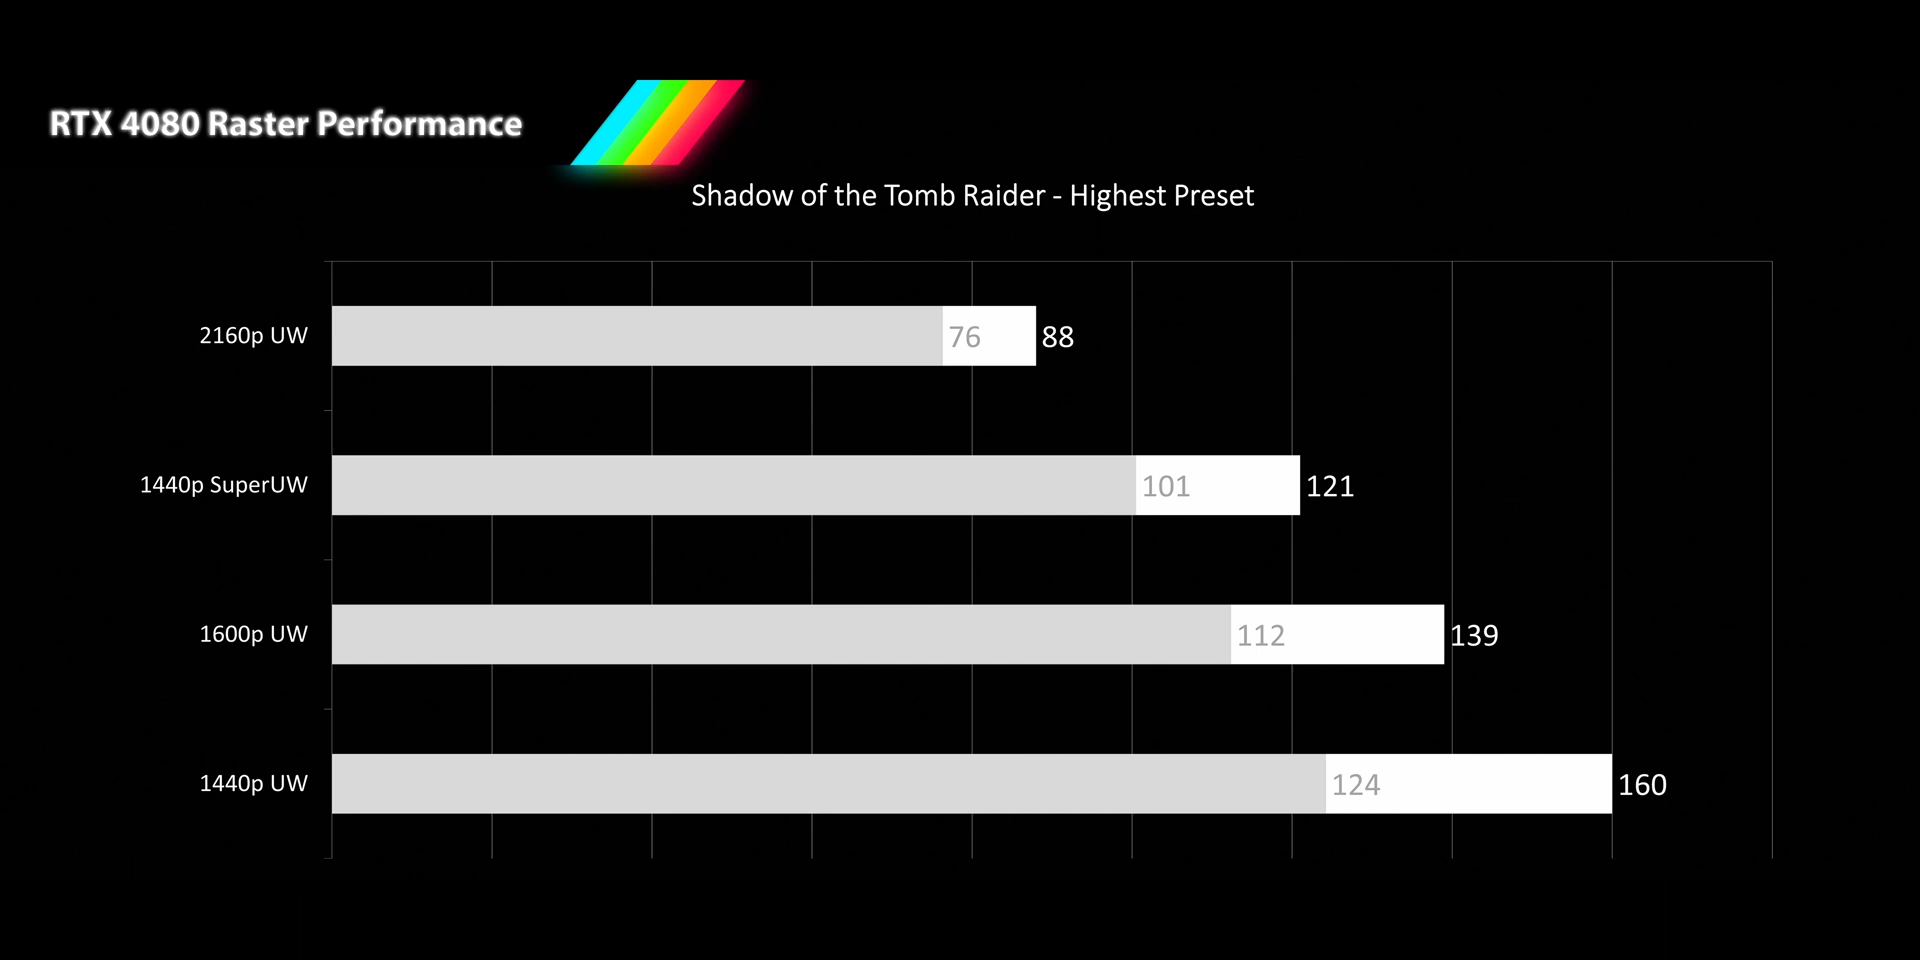 RTX 4080 Raster Performance
Shadow of the Tomb Raider - Highest Preset
2160p UW 76 88
1440p SuperUW 101 121
1600p UW 112 139
1440p UW 124 160